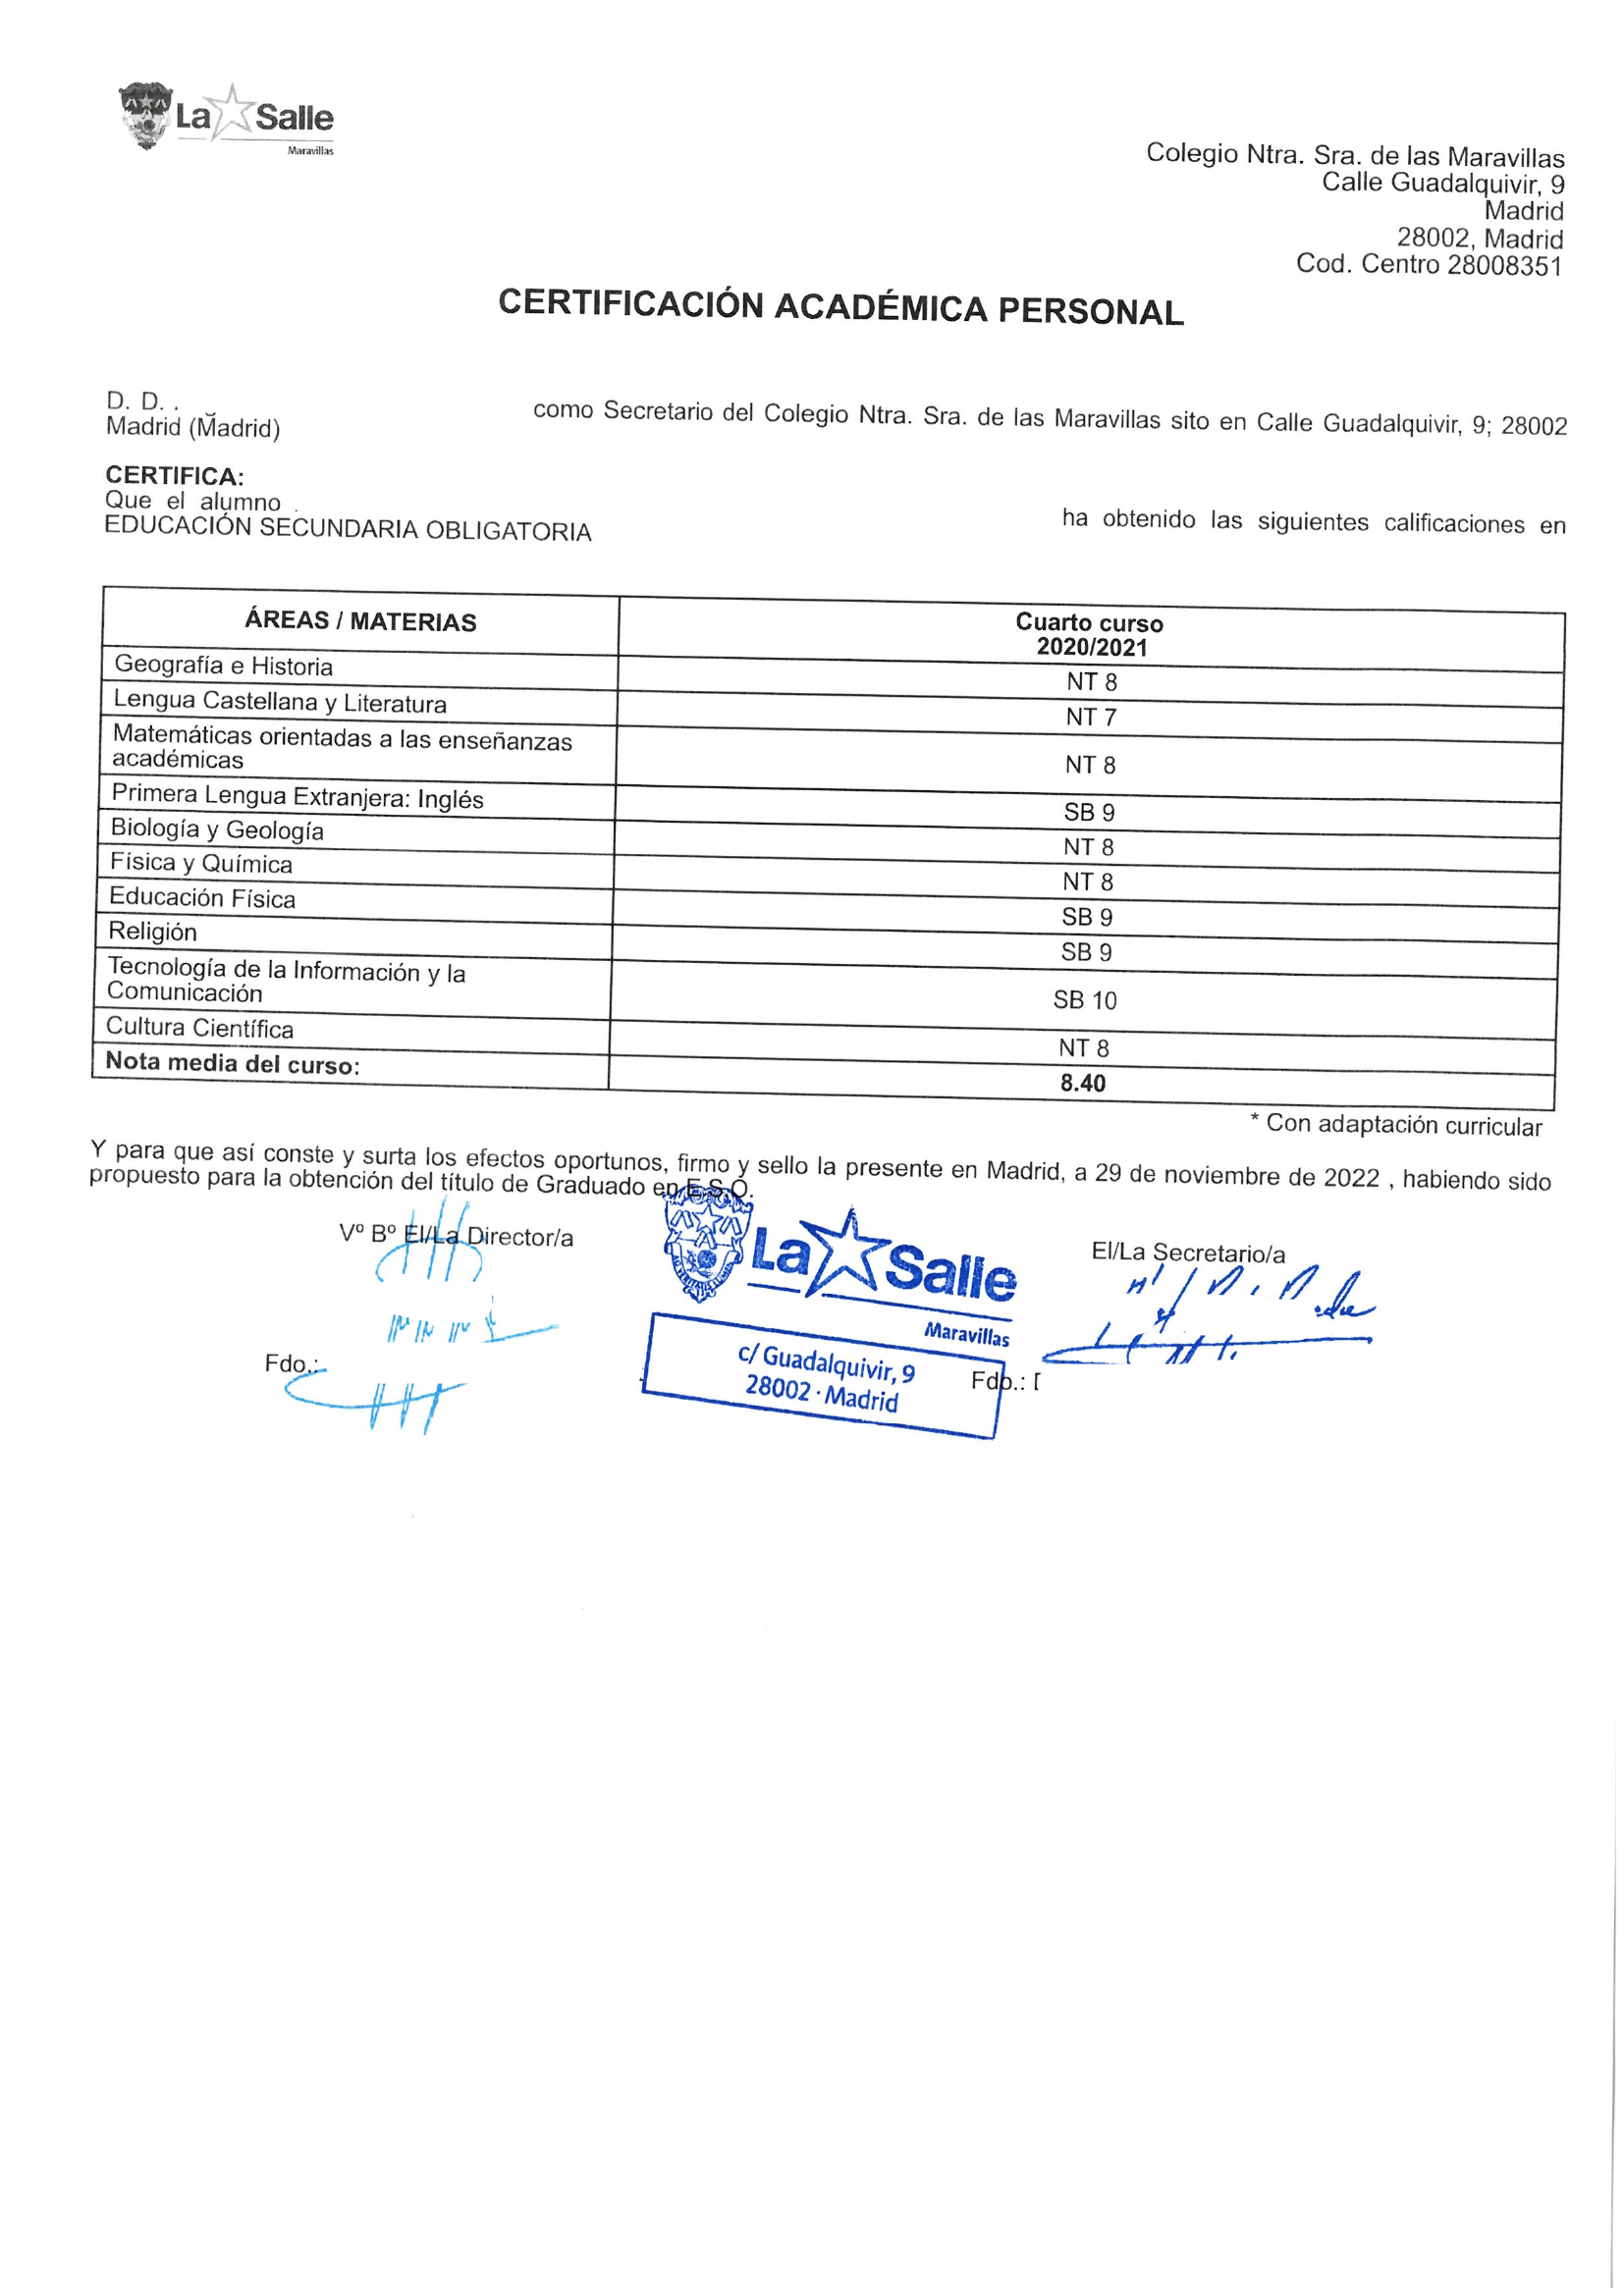 La Salle
Maravillas
Colegio Ntra. Sra. de las Maravillas
Calle Guadalquivir, 9
Madrid
28002, Madrid
Cod. Centro 28008351
CERTIFICACIÓN ACADÉMICA PERSONAL
D. D. . como Secretario del Colegio Ntra. Sra. de las Maravillas sito en Calle Guadalquivir, 9; 28002
Madrid (Madrid)
CERTIFICA:
Que el alumno ha obtenido las siguientes calificaciones en
EDUCACIÓN SECUNDARIA OBLIGATORIA
ÁREAS / MATERIAS
Cuarto curso
2020/2021
Geografía e Historia NT 8
Lengua Castellana y Literatura NT 7
Matemáticas orientadas a las enseñanzas
académicas NT 8
Primera Lengua Extranjera: Inglés SB 9
Biología y Geología NT 8
Física y Química NT 8
Educación Física SB 9
Religión SB 9
Tecnología de la Información y la
Comunicación SB 10
Cultura Científica NT 8
Nota media del curso: 8.40
* Con adaptación curricular
Y para que así conste y surta los efectos oportunos, firmo y sello la presente en Madrid, a 29 de noviembre de 2022 , habiendo sido
propuesto para la obtención del título de Graduado en E.S.O.
Vº Bº El/La Director/a
El/La Secretario/a
La Salle
Maravillas
c/ Guadalquivir, 9
28002 · Madrid
Fdo.:
Fdo.: